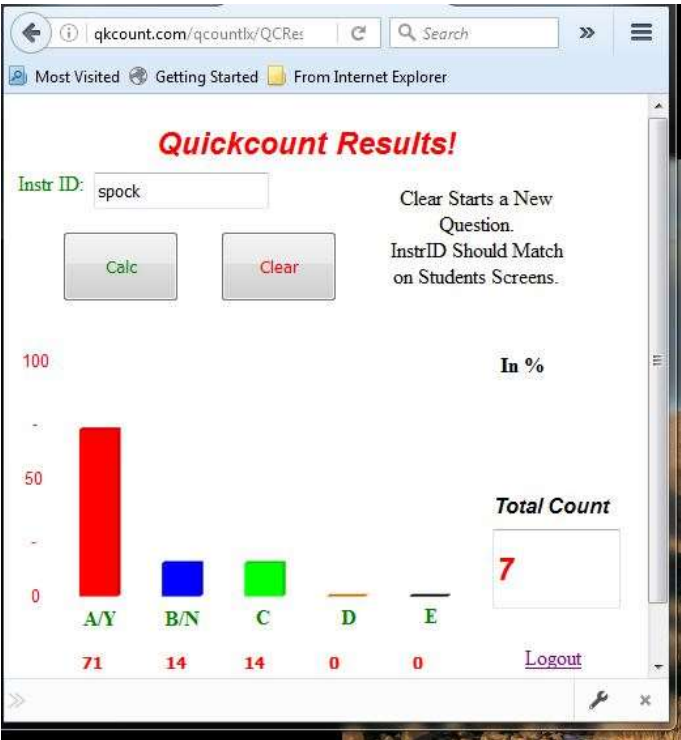 qkcount.com/qcountlx/QCRes
Search
Most Visited Getting Started From Internet Explorer
Quickcount Results!
Instr ID: spock
Clear Starts a New
Question.
InstrID Should Match
on Students Screens.
Calc Clear
100
In %
-
50
Total Count
-
7
0
A/Y B/N C D E
71 14 14 0 0
Logout